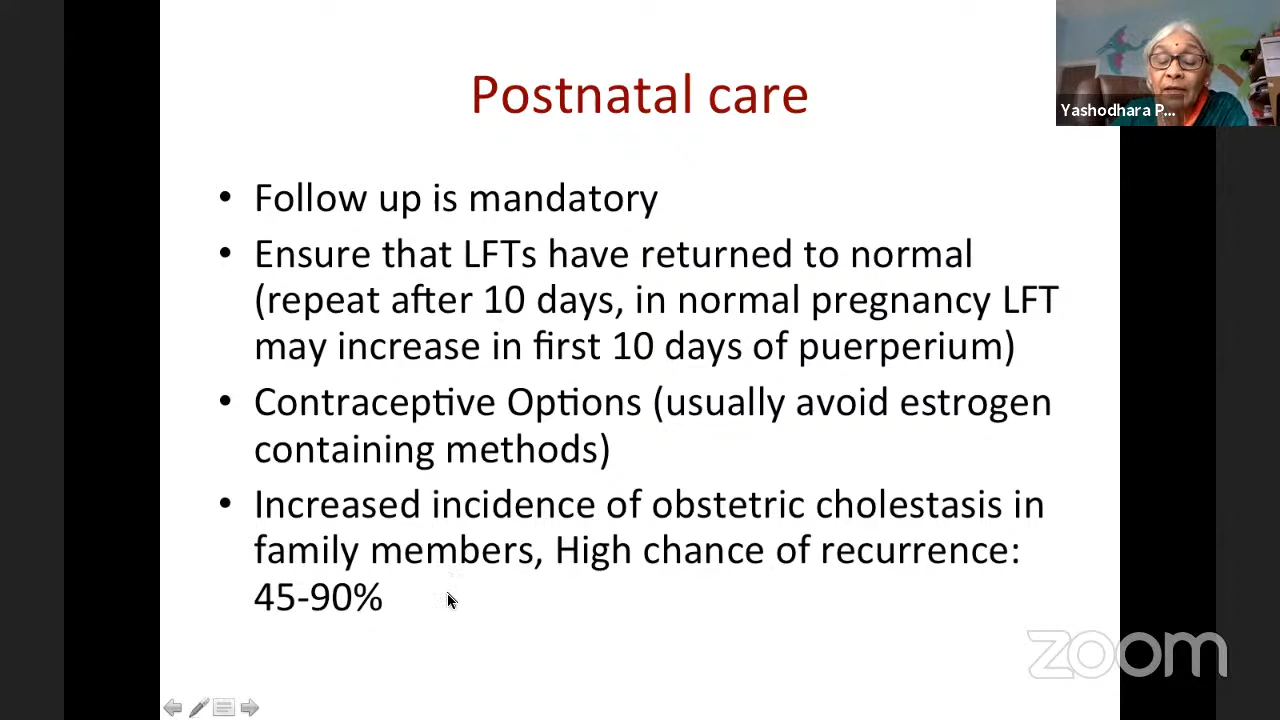 Postnatal care
Yashodhara P...
• Follow up is mandatory
• Ensure that LFTs have returned to normal
(repeat after 10 days, in normal pregnancy LFT
may increase in first 10 days of puerperium)
• Contraceptive Options (usually avoid estrogen
containing methods)
• Increased incidence of obstetric cholestasis in
family members, High chance of recurrence:
45-90%
zoom